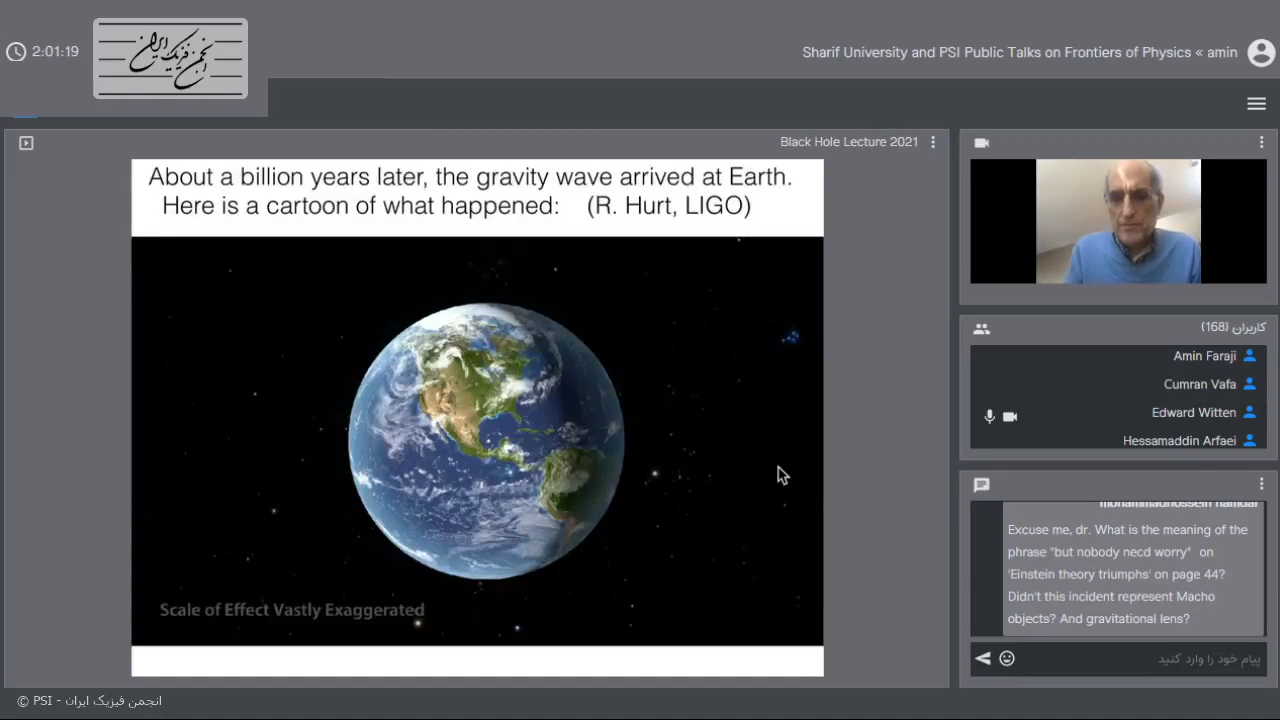 2:01:19
انجمن فیزیک ایران
Sharif University and PSI Public Talks on Frontiers of Physics « amin
Black Hole Lecture 2021
About a billion years later, the gravity wave arrived at Earth.
Here is a cartoon of what happened: (R. Hurt, LIGO)
Scale of Effect Vastly Exaggerated
کاربران (168)
Amin Faraji
Cumran Vafa
Edward Witten
Hessamaddin Arfaei
Excuse me, dr. What is the meaning of the
phrase "but nobody necd worry" on
'Einstein theory triumphs' on page 44?
Didn't this incident represent Macho
objects? And gravitational lens?
پیام خود را وارد کنید
© PSI - انجمن فیزیک ایران